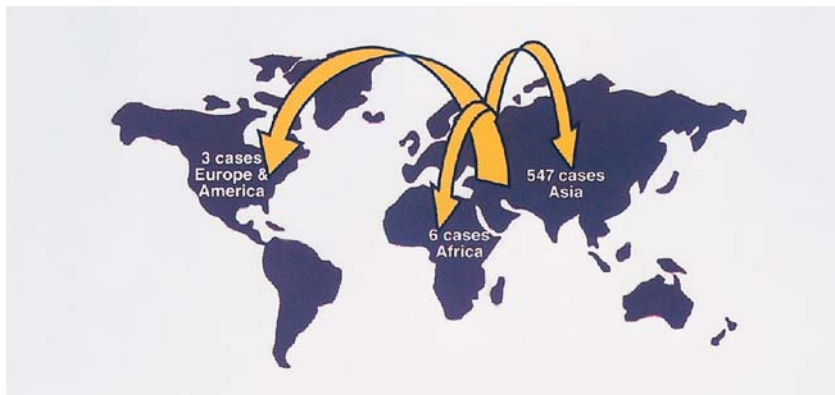 3 cases
Europe &
America
547 cases
Asia
6 cases
Africa